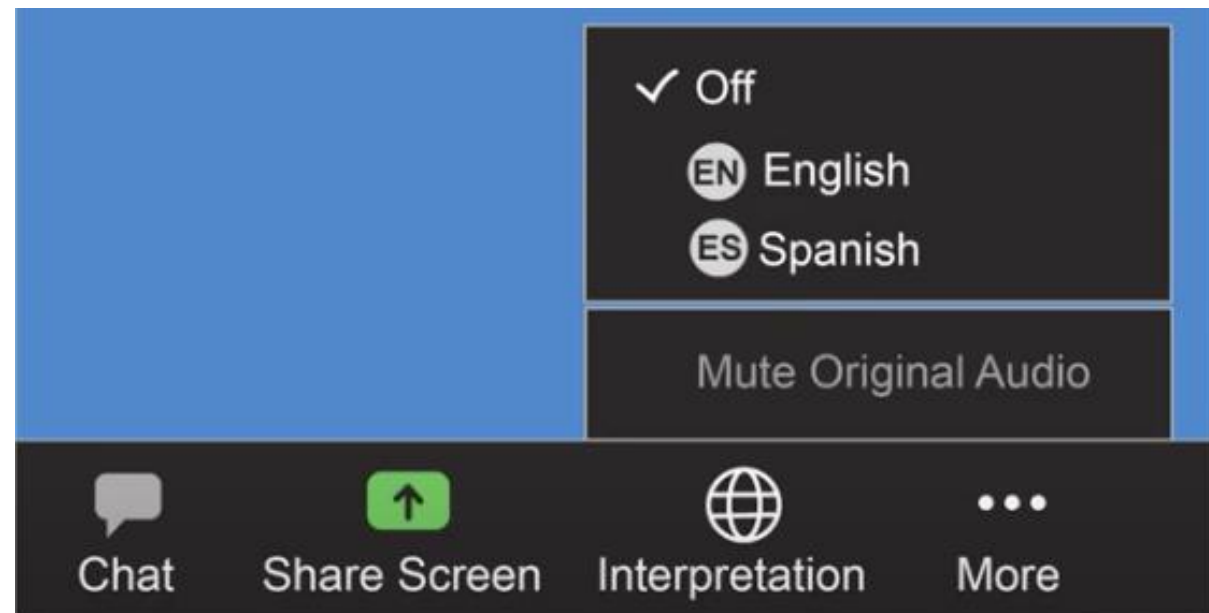 Off
EN English
ES Spanish
Mute Original Audio
Chat Share Screen Interpretation More